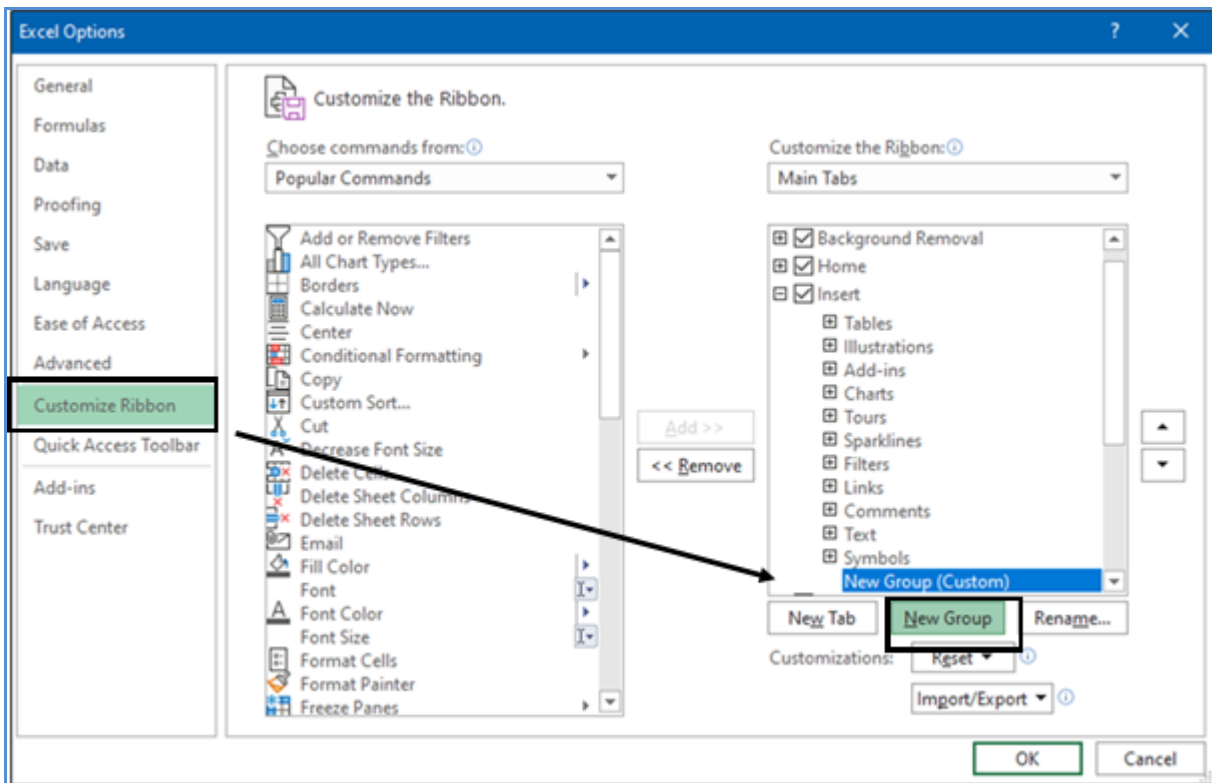 Excel Options
?
General
Formulas
Data
Proofing
Save
Language
Ease of Access
Advanced
Customize Ribbon
Quick Access Toolbar
Add-ins
Trust Center
Customize the Ribbon.
Choose commands from:
Popular Commands
Add or Remove Filters
All Chart Types...
Borders
Calculate Now
Center
Conditional Formatting
Copy
Custom Sort...
Cut
Decrease Font Size
Delete Cells
Delete Sheet Columns
Delete Sheet Rows
Email
Fill Color
Font
Font Color
Font Size
Format Cells
Format Painter
Freeze Panes
Add >>
<< Remove
Customize the Ribbon:
Main Tabs
Background Removal
Home
Insert
Tables
Illustrations
Add-ins
Charts
Tours
Sparklines
Filters
Links
Comments
Text
Symbols
New Group (Custom)
New Tab
New Group
Rename...
Customizations:
Reset
Import/Export
OK
Cancel